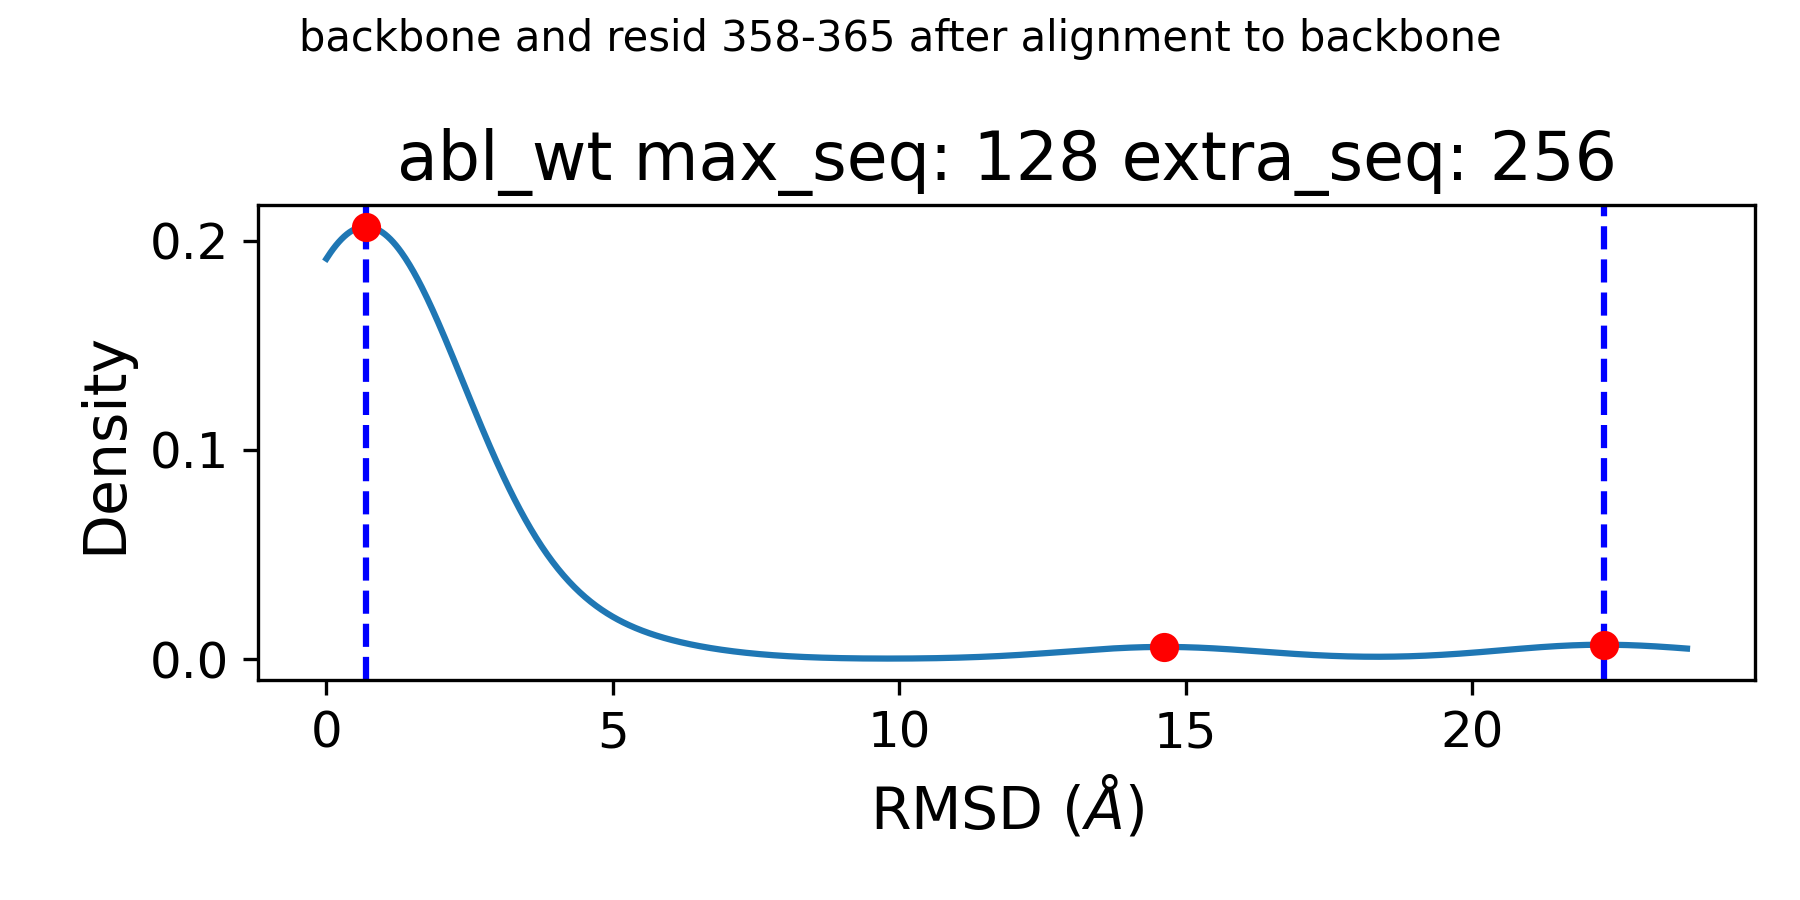 backbone and resid 358-365 after alignment to backbone
abl_wt max_seq: 128 extra_seq: 256
Density
0.2
0.1
0.0
0 5 10 15 20
RMSD (Å)